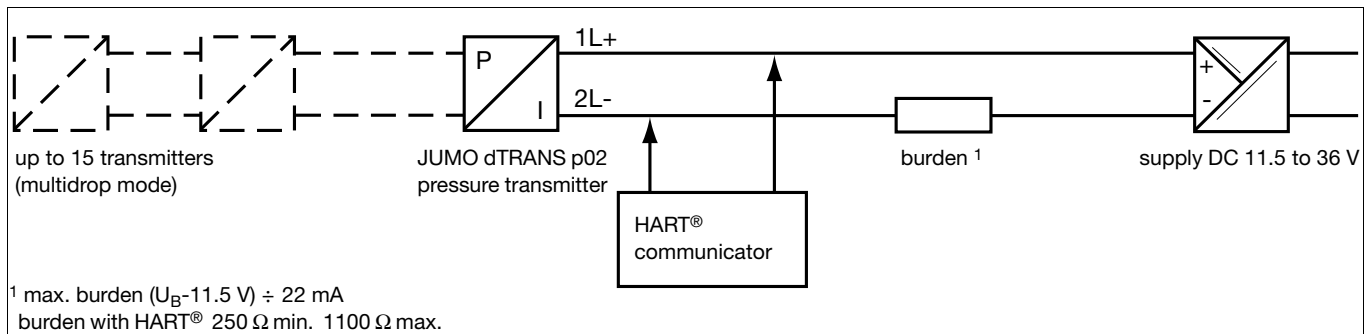 1L+
P
I
2L-
+
-
up to 15 transmitters
(multidrop mode)
JUMO dTRANS p02
pressure transmitter
burden ¹
supply DC 11.5 to 36 V
HART®
communicator
¹ max. burden (U_B-11.5 V) ÷ 22 mA
burden with HART® 250 Ω min. 1100 Ω max.